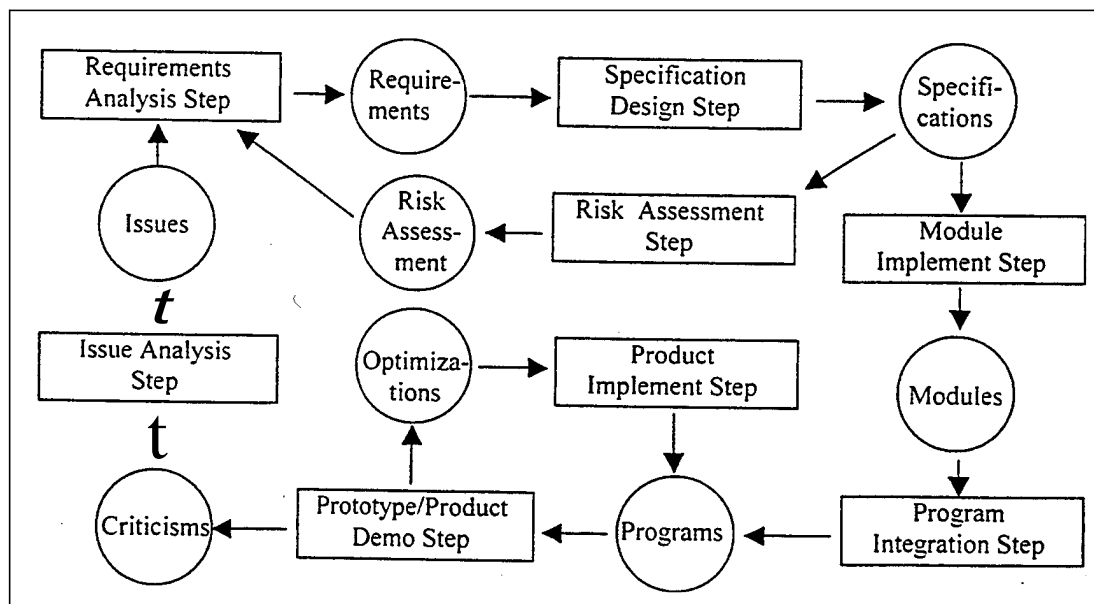 Requirements
Analysis Step
Require-
ments
Specification
Design Step
Specifi-
cations
Issues
Risk
Assess-
ment
Risk Assessment
Step
Module
Implement Step
t
Issue Analysis
Step
Optimiza-
tions
Product
Implement Step
Modules
t
Criticisms
Prototype/Product
Demo Step
Programs
Program
Integration Step